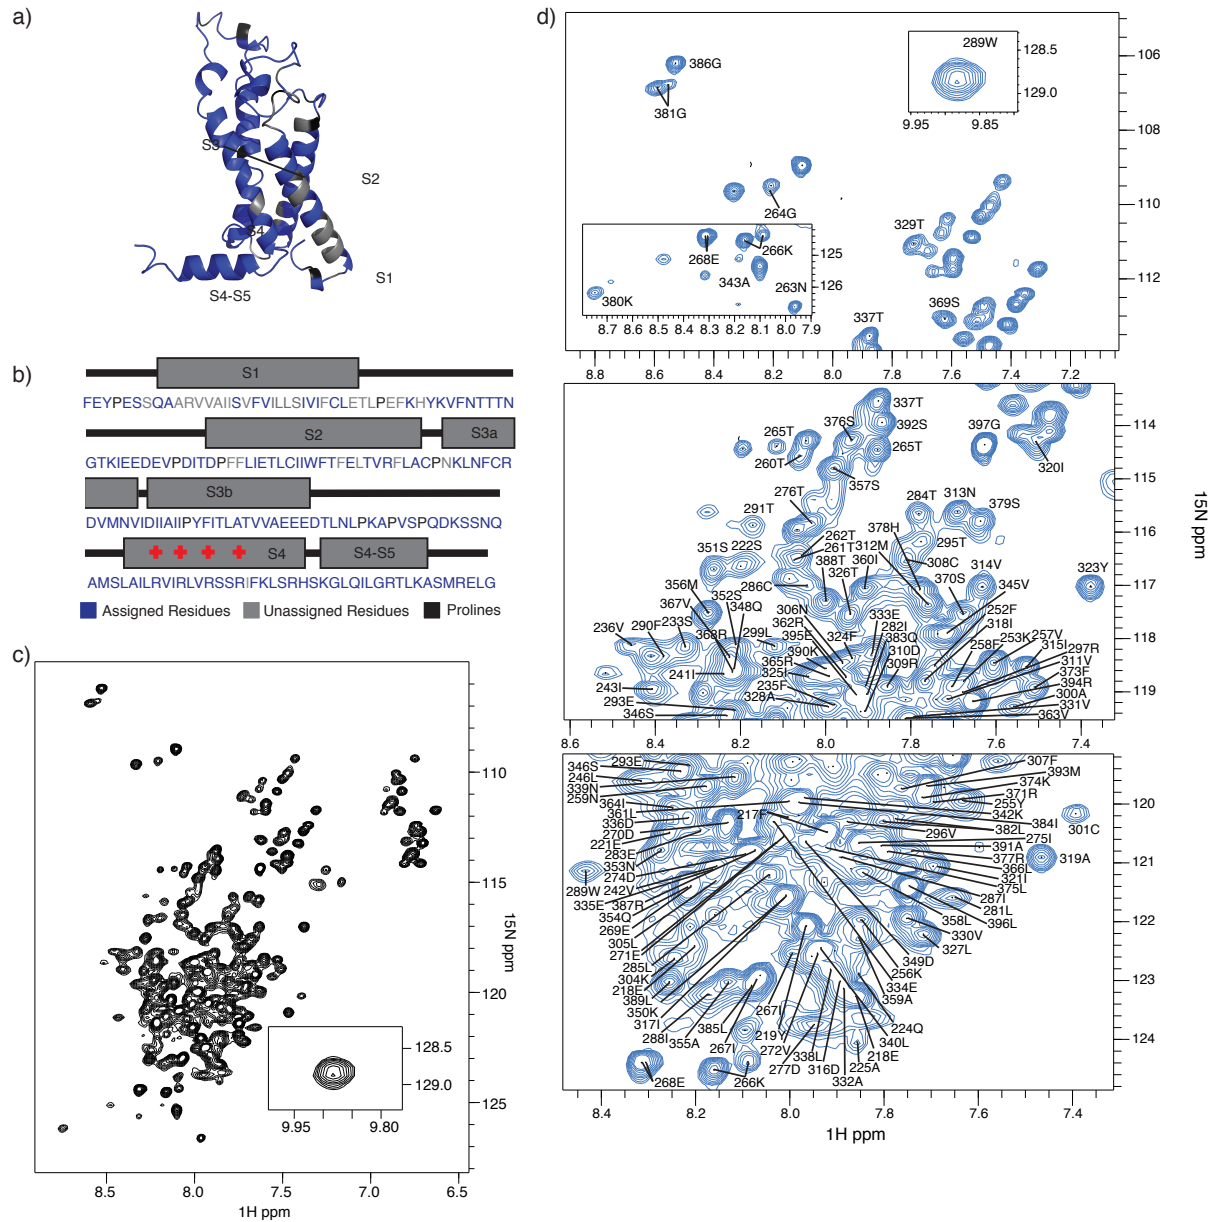 a)
S3
S2
S4
S1
S4-S5
b)
S1
FEYPESSQAARVVAIISVFVILLSIVIFCLETLPEFKHYKVFNTTTN
S2
S3a
GTKIEEDEVPDITDPFFLIETLCIIWFTFELTVRFLACPNKLNFCR
S3b
DVMNVIDIIAIIPYFITLATVVAEEEDTLNLPKAPVSPQDKSSNQ
S4
S4-S5
AMSLAILRVIRLVRSSRIFKLSRHSKGLQILGRTLKASMRELG
Assigned Residues
Unassigned Residues
Prolines
c)
110
115
120
125
15N ppm
128.5
129.0
9.95
9.80
8.5
8.0
7.5
7.0
6.5
1H ppm
d)
386G
381G
264G
289W
128.5
129.0
9.95
9.85
329T
369S
337T
268E
266K
343A
263N
380K
125
126
8.7
8.6
8.5
8.4
8.3
8.2
8.1
8.0
7.9
106
108
110
112
8.8
8.6
8.4
8.2
8.0
7.8
7.6
7.4
7.2
337T
376S
392S
265T
265T
260T
397G
320I
357S
276T
291T
284T
313N
379S
378H
262T
261T
312M
295T
351S
222S
388T
308C
326T
360I
286C
370S
314V
345V
323Y
356M
352S
367V
348Q
306N
333E
252F
362R
282I
318I
236V
290F
233S
368R
299L
395E
324F
383Q
253K
257V
390K
310D
258F
315I
365R
309R
297R
241I
325I
311V
235F
373F
243I
328A
394R
293E
300A
346S
331V
363V
114
115
116
117
118
119
8.6
8.4
8.2
8.0
7.8
7.6
7.4
15N ppm
293E
346S
246L
339N
259N
364I
361L
336D
270D
221E
283E
353N
274D
289W
242V
335E
387R
354Q
269E
305L
271E
285L
304K
218E
389L
350K
317I
288I
355A
385L
267I
268E
266K
217F
307F
393M
374K
371R
255Y
342K
384I
382L
296V
275I
391A
377R
366L
321I
375L
287I
281L
396L
358L
330V
327L
349D
256K
334E
359A
224Q
340L
218E
225A
332A
316D
338L
277D
272V
219Y
267I
301C
319A
120
121
122
123
124
8.4
8.2
8.0
7.8
7.6
7.4
1H ppm